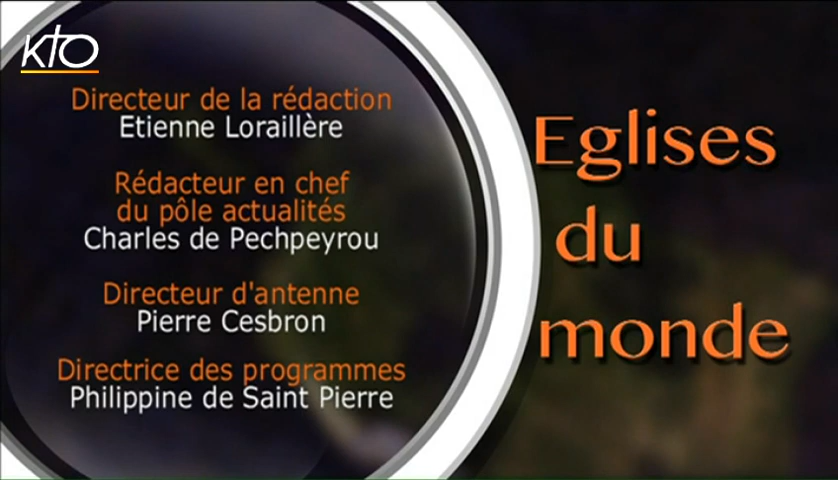 KTO
Directeur de la rédaction
Etienne Loraillère
Rédacteur en chef
du pôle actualités
Charles de Pechpeyrou
Directeur d'antenne
Pierre Cesbron
Directrice des programmes
Philippine de Saint Pierre
Eglises
du
monde